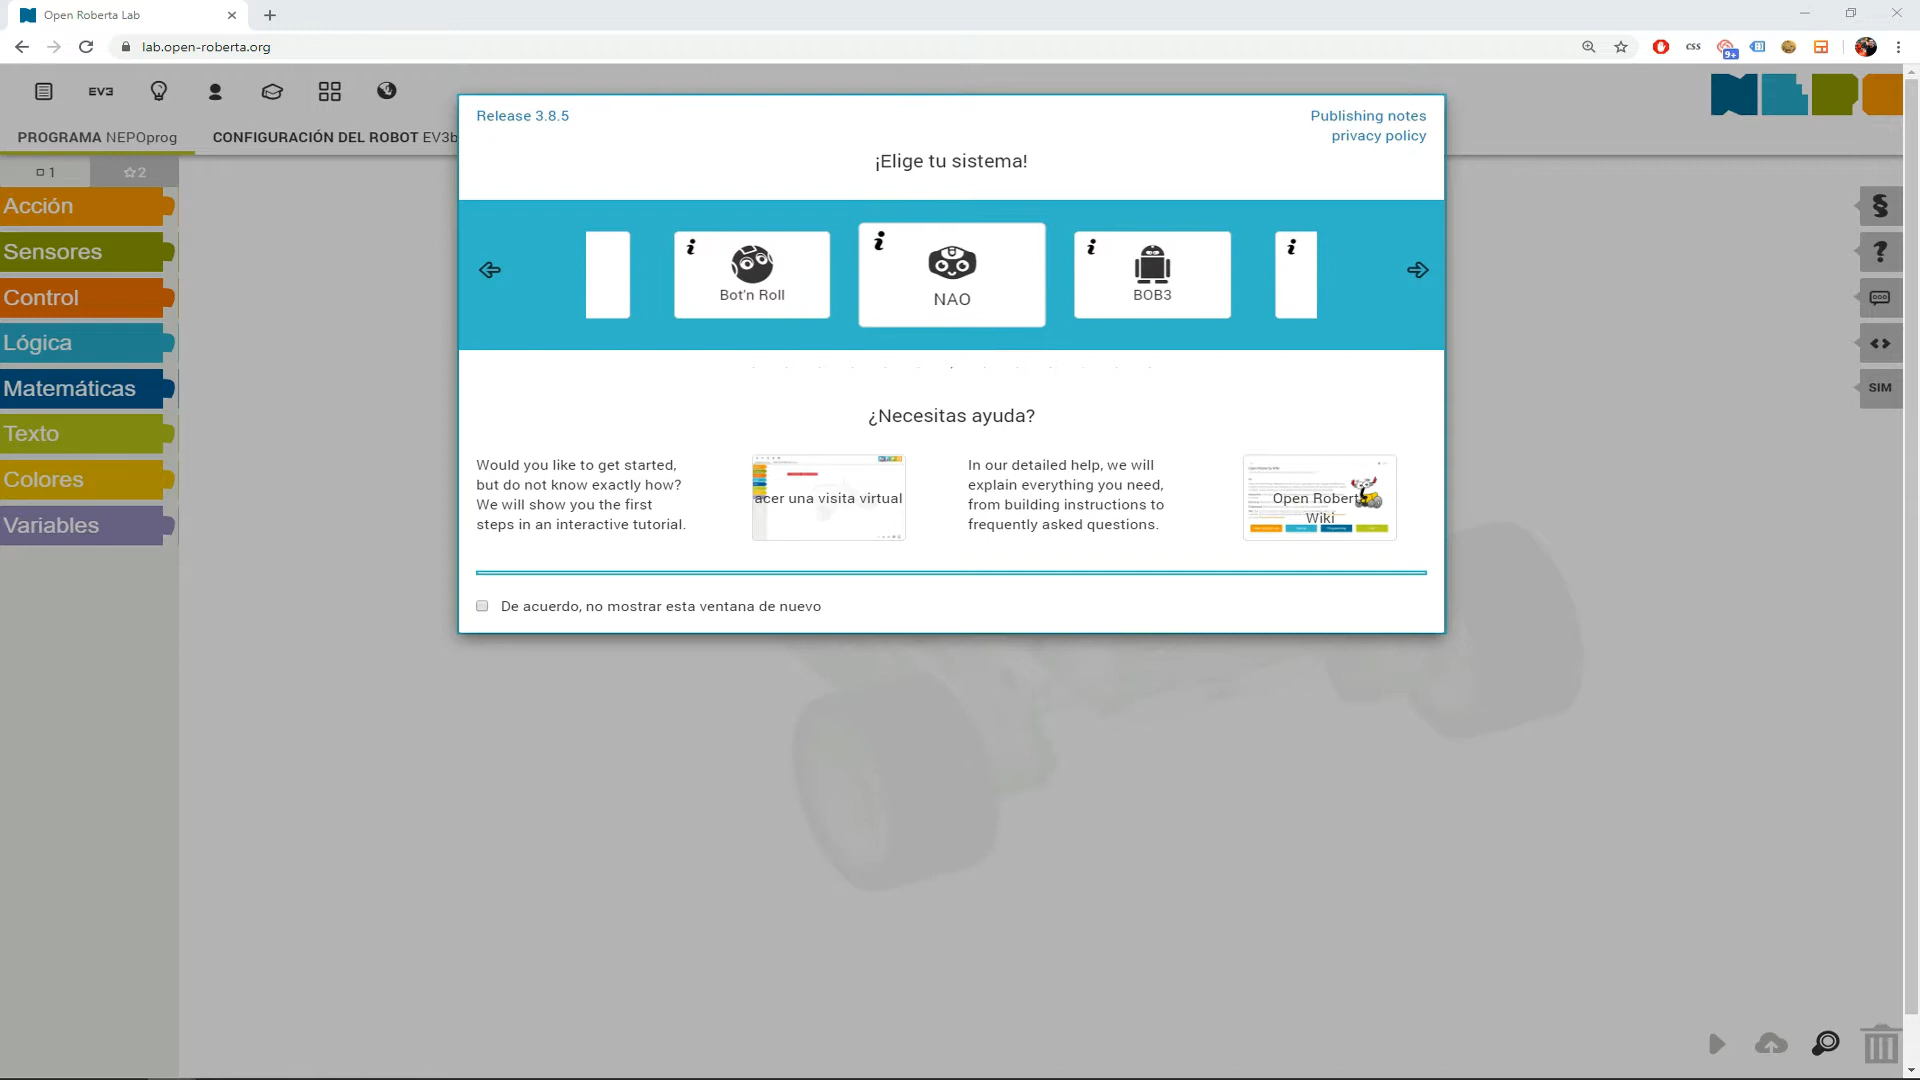 Open Roberta Lab
lab.open-roberta.org
CSS
9+
EV3
PROGRAMA NEPOprog
CONFIGURACIÓN DEL ROBOT EV3b
1
2
Acción
Sensores
Control
Lógica
Matemáticas
Texto
Colores
Variables
Release 3.8.5
Publishing notes
privacy policy
¡Elige tu sistema!
Bot'n Roll
NAO
BOB3
¿Necesitas ayuda?
Would you like to get started,
but do not know exactly how?
We will show you the first
steps in an interactive tutorial.
acer una visita virtual
In our detailed help, we will
explain everything you need,
from building instructions to
frequently asked questions.
Open Robert
Wiki
De acuerdo, no mostrar esta ventana de nuevo
SIM